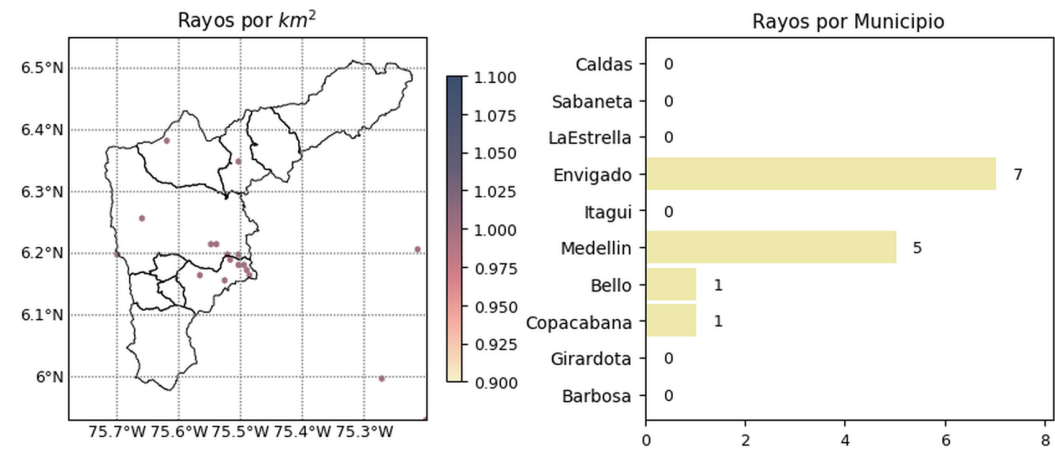 Rayos por km²
6.5°N
6.4°N
6.3°N
6.2°N
6.1°N
6°N
75.7°W 75.6°W 75.5°W 75.4°W 75.3°W
1.100
1.075
1.050
1.025
1.000
0.975
0.950
0.925
0.900
Rayos por Municipio
Caldas 0
Sabaneta 0
LaEstrella 0
Envigado 7
Itagui 0
Medellin 5
Bello 1
Copacabana 1
Girardota 0
Barbosa 0
0 2 4 6 8